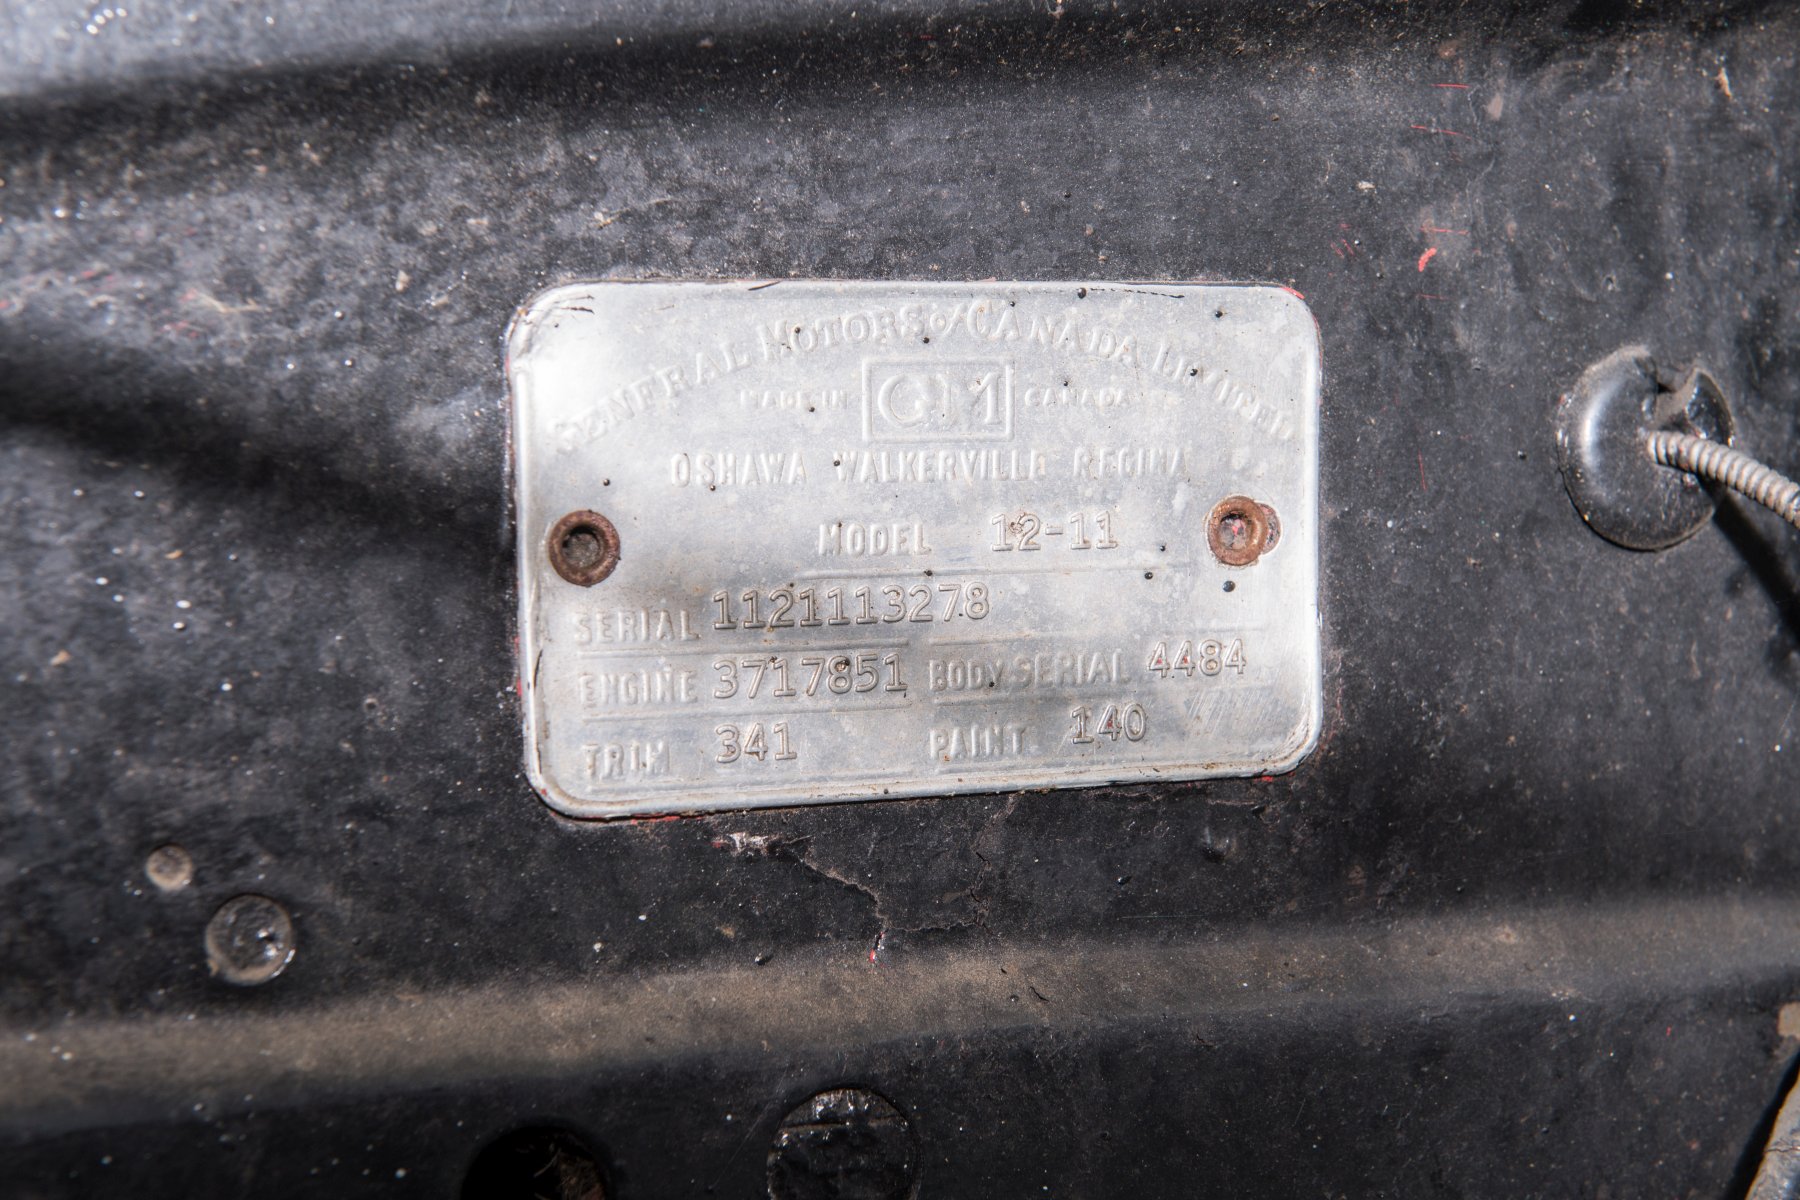 GENERAL MOTORS of CANADA LIMITED
MADE IN GM CANADA
OSHAWA WALKERVILLE REGINA
MODEL 12-11
SERIAL 1121113278
ENGINE 3717851 BODY SERIAL 4484
TRIM 341 PAINT 140